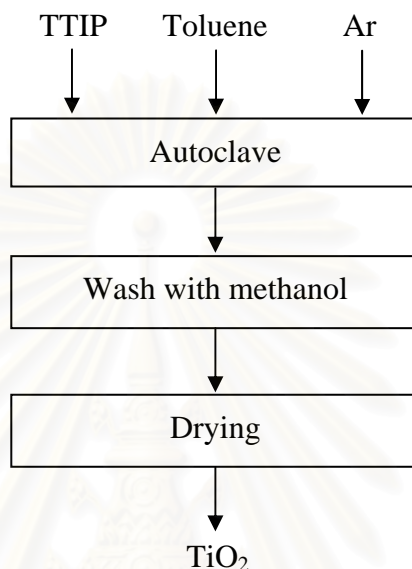 TTIP Toluene Ar
Autoclave
Wash with methanol
Drying
TiO₂